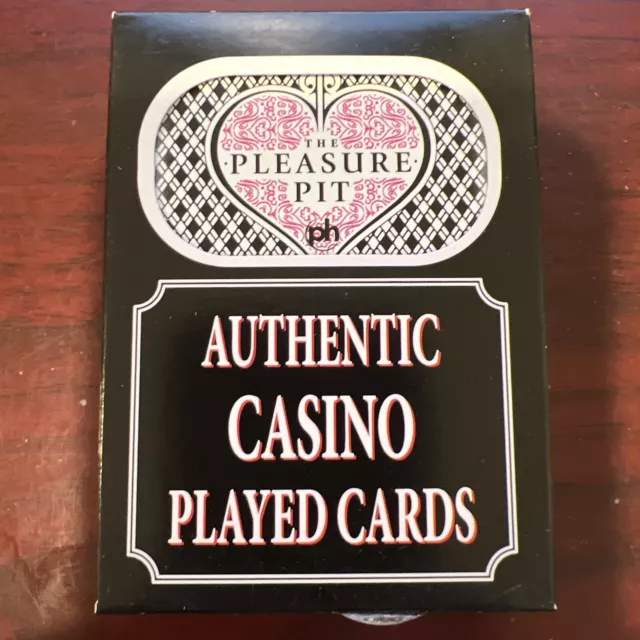 THE
·PLEASURE·
PIT
ph
AUTHENTIC
CASINO
PLAYED CARDS